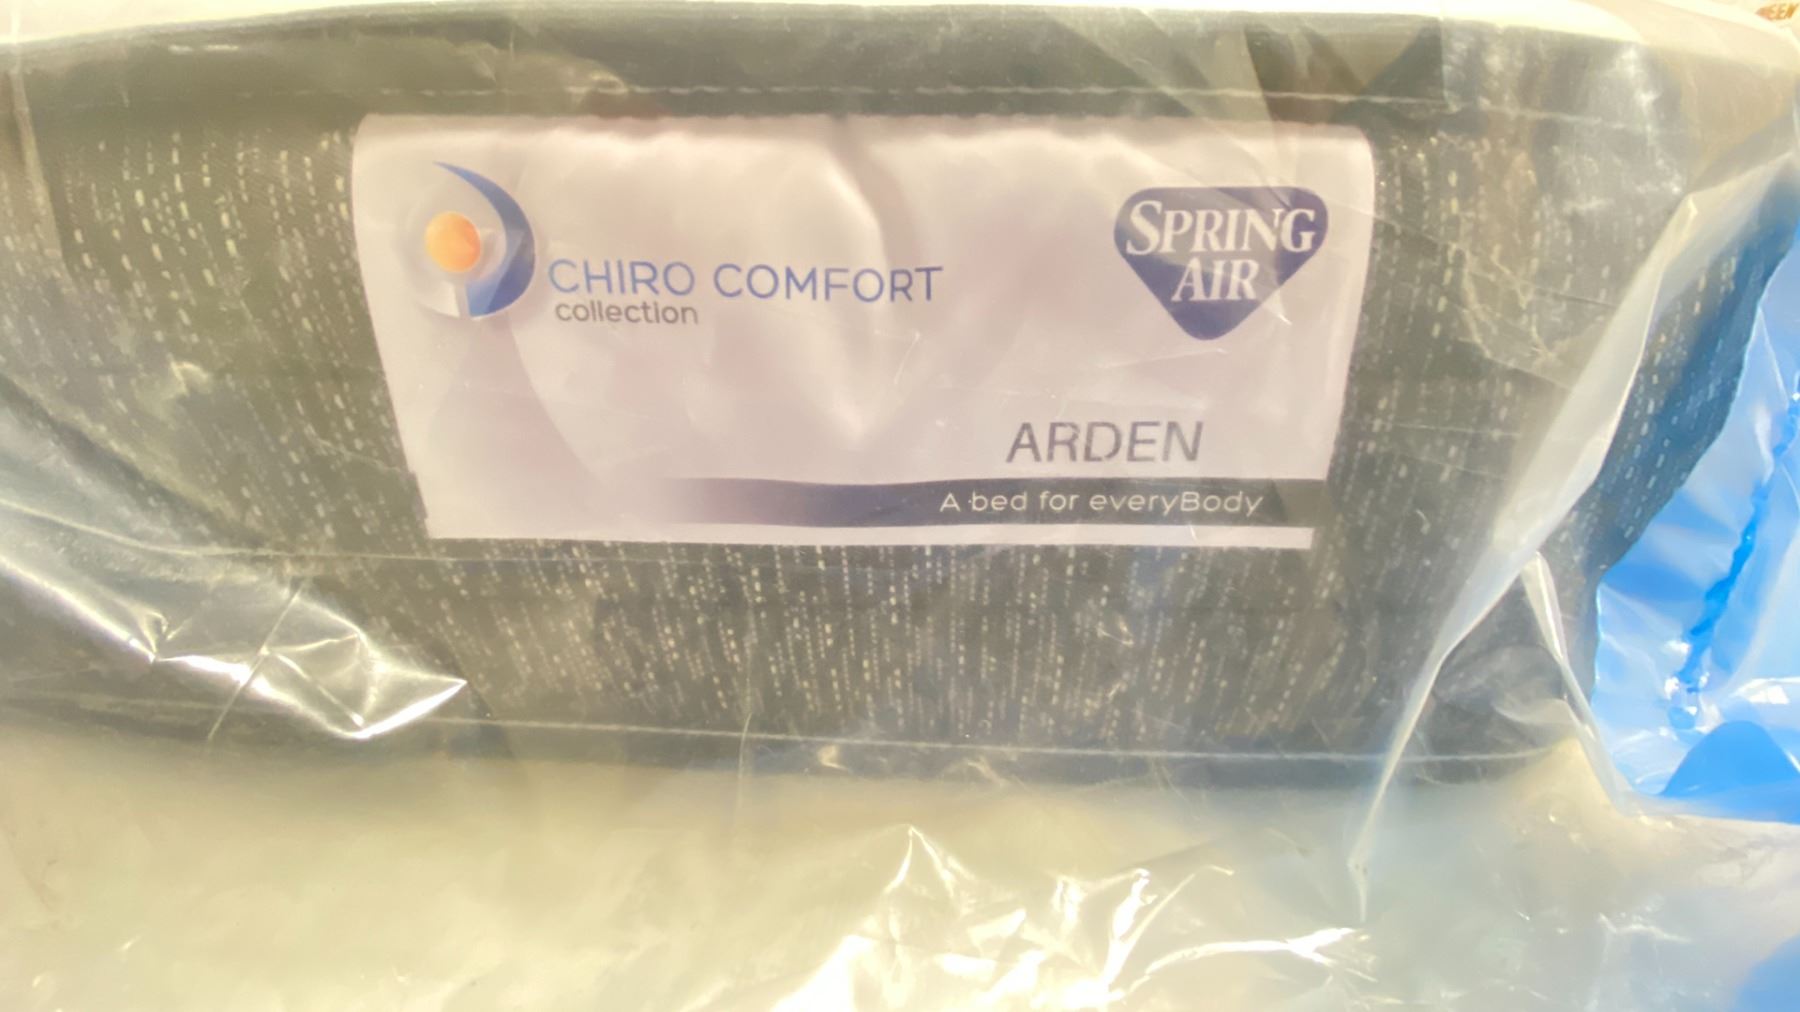 CHIRO COMFORT
collection
SPRING
AIR
ARDEN
A bed for everyBody